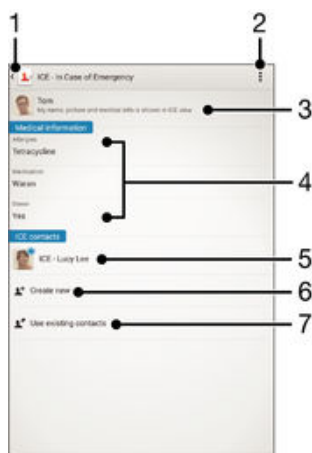 1
2
ICE - In Case of Emergency
Tom
My name, picture and medical info is shown in ICE view
3
Medical information
Allergies
Tetracycline
Medication
Waran
4
Donor
Yes
ICE contacts
ICE - Lucy Lee
5
Create new
6
Use existing contacts
7